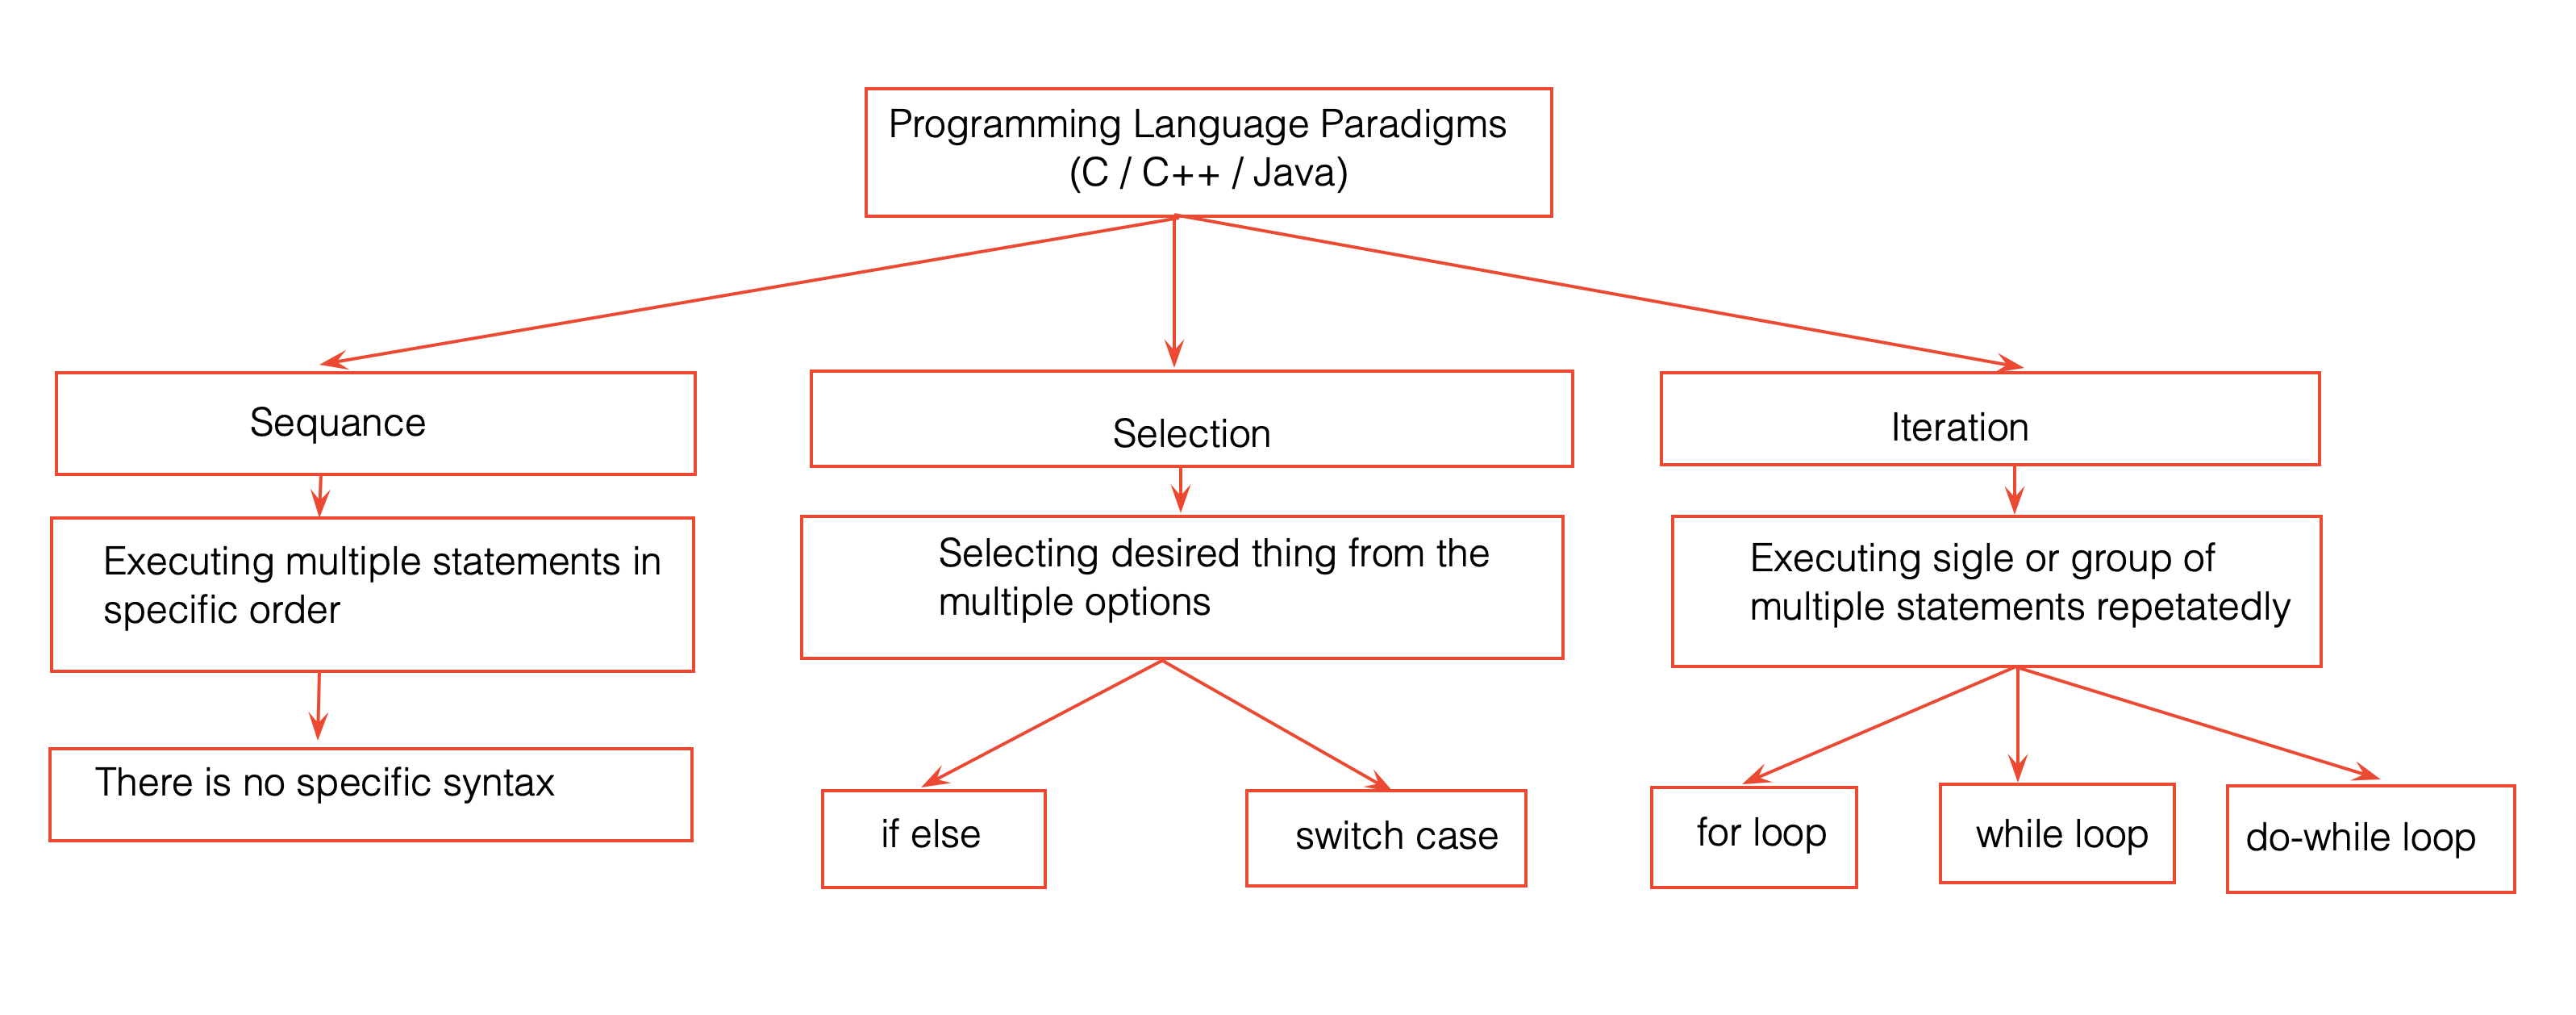 Programming Language Paradigms
(C / C++ / Java)
Sequance
Selection
Iteration
Executing multiple statements in
specific order
Selecting desired thing from the
multiple options
Executing sigle or group of
multiple statements repetatedly
There is no specific syntax
if else
switch case
for loop
while loop
do-while loop